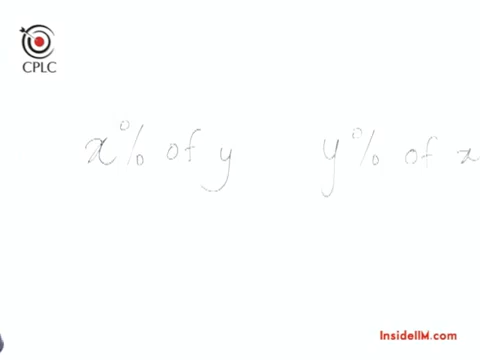 CPLC
x% of y y% of x
InsideIIM.com